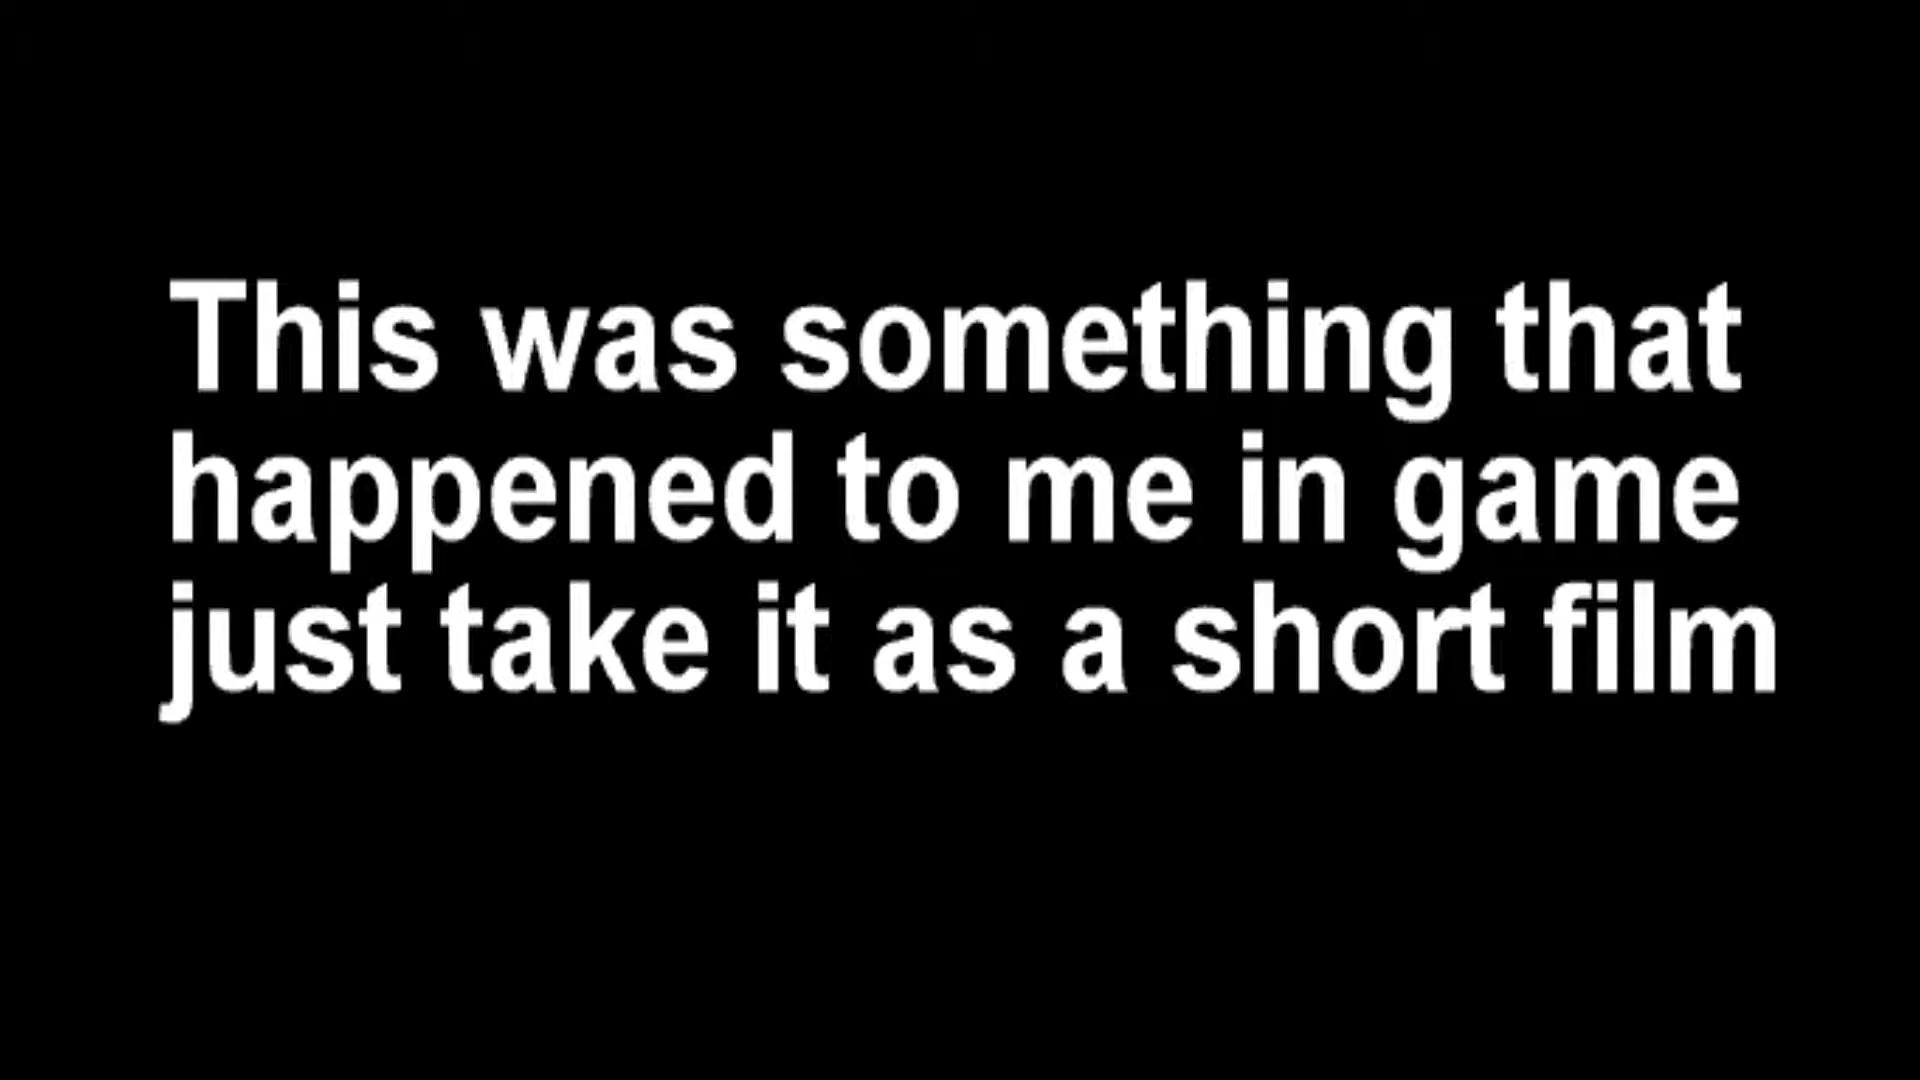 This was something that
happened to me in game
just take it as a short film